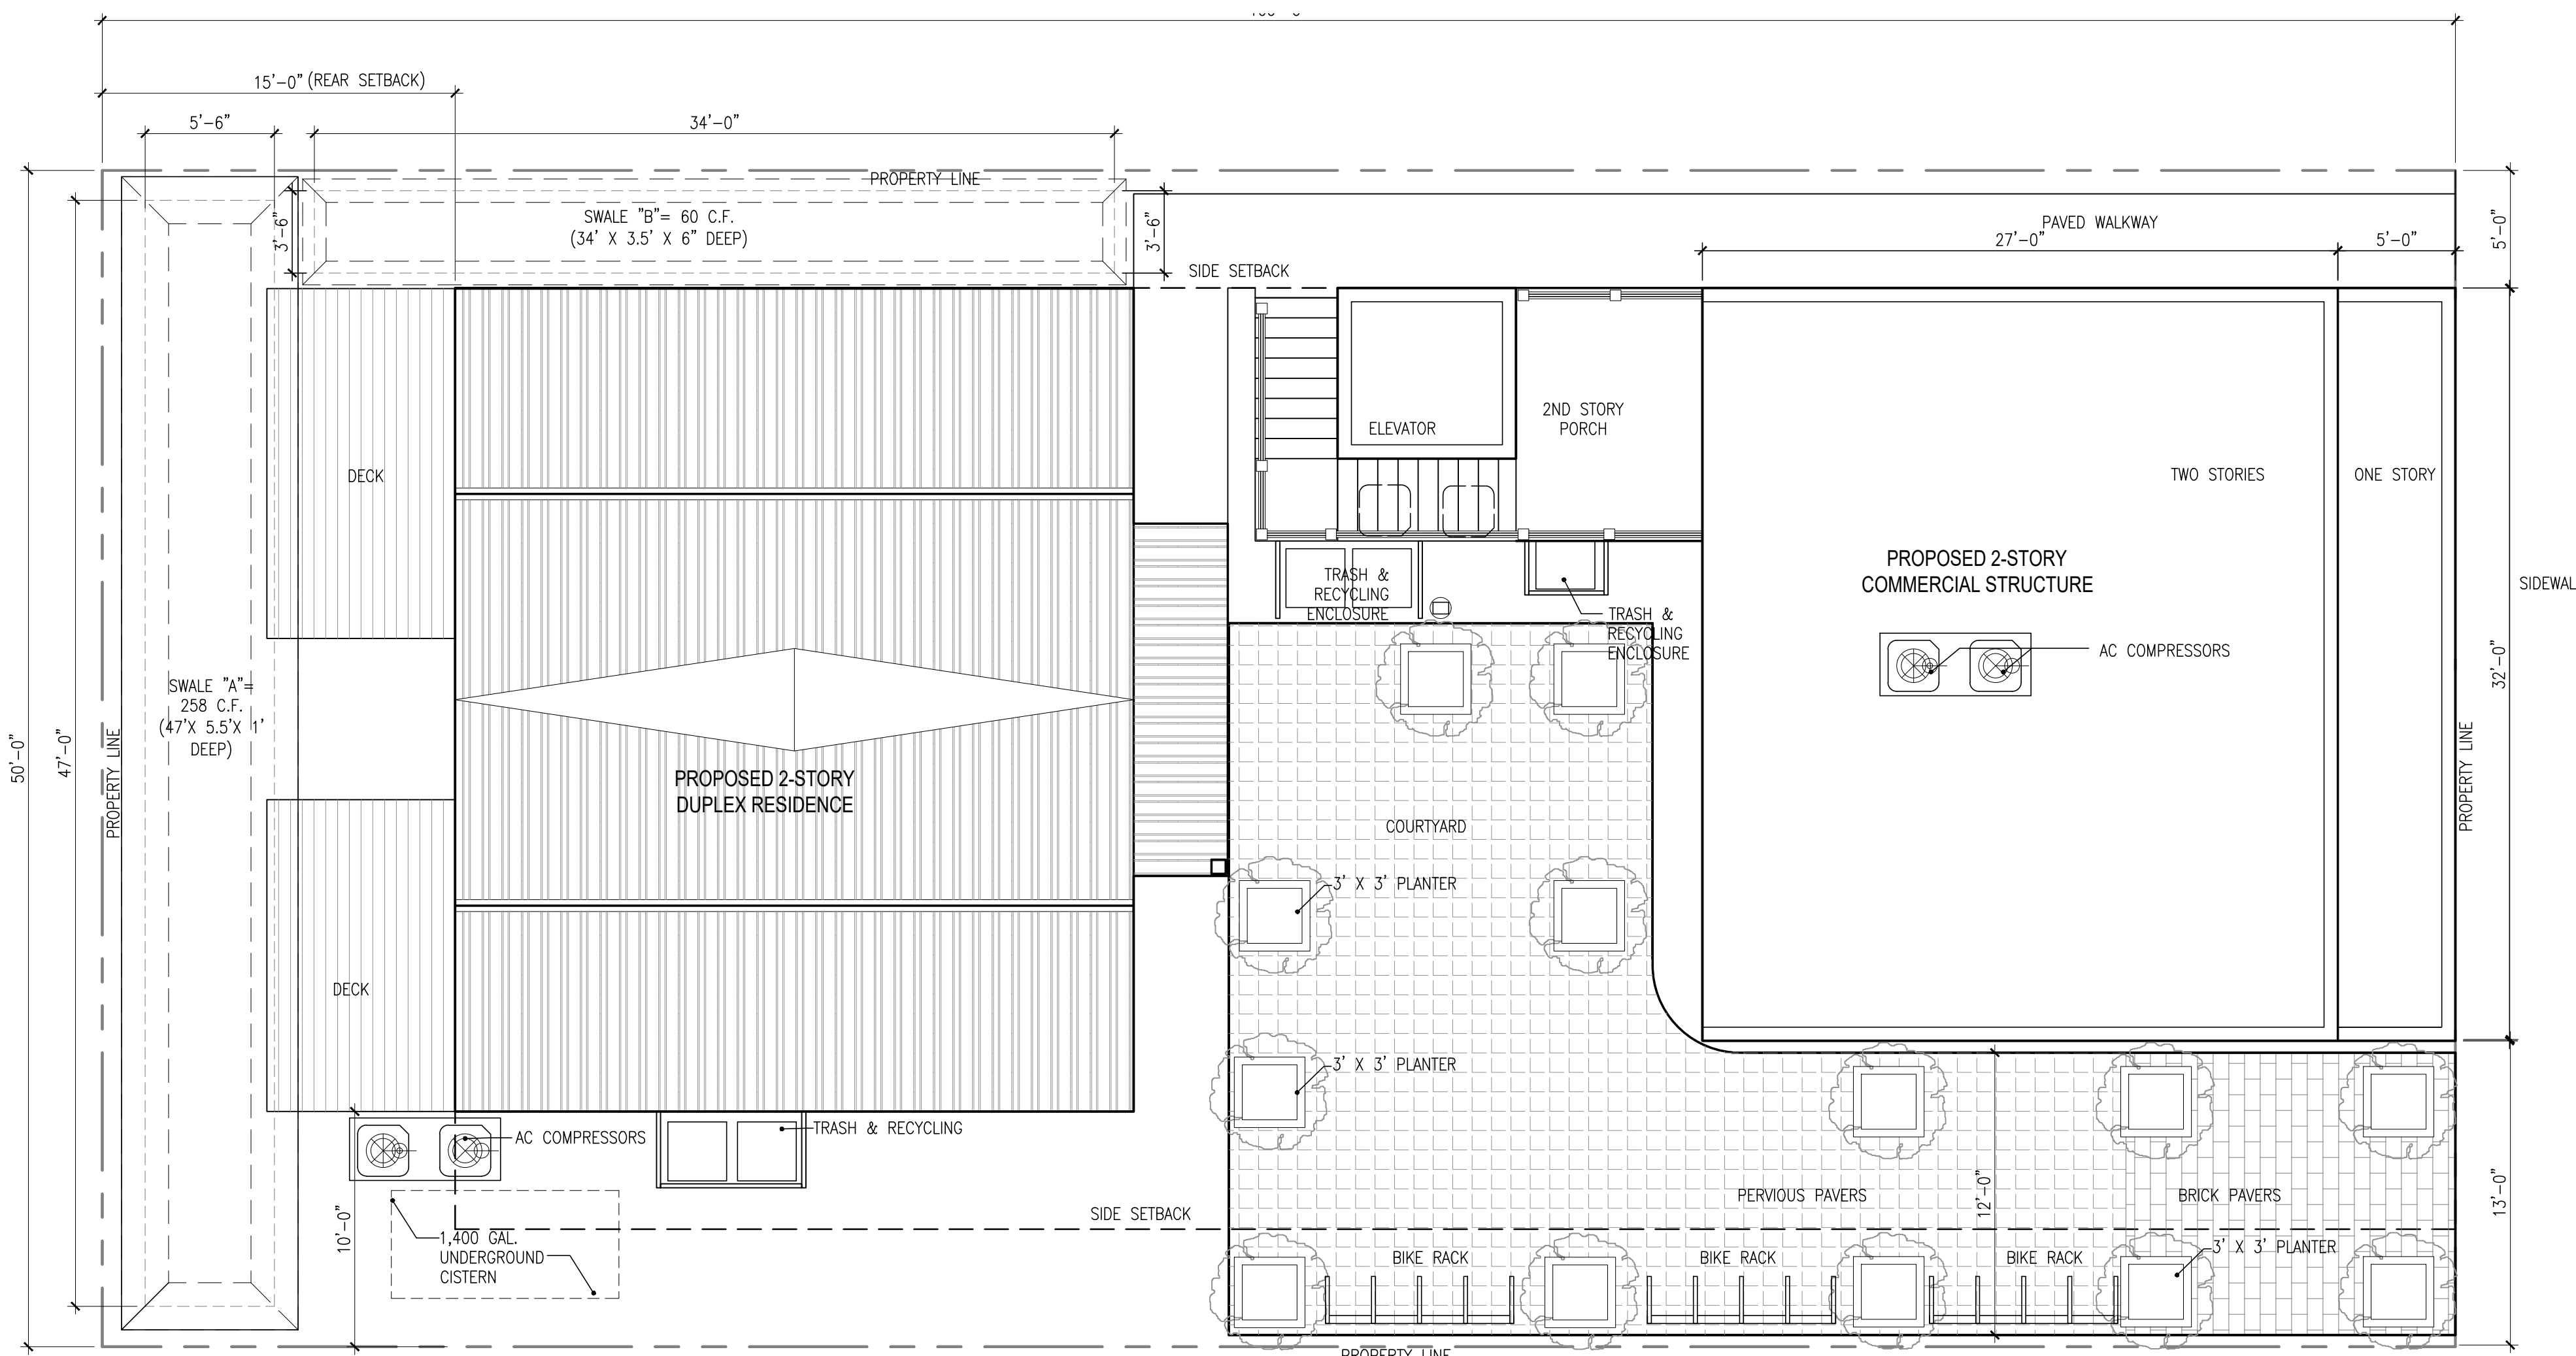 15'-0" (REAR SETBACK)
5'-6"
34'-0"
PROPERTY LINE
SWALE "B"= 60 C.F.
(34' X 3.5' X 6" DEEP)
3'-6"
3'-6"
PAVED WALKWAY
27'-0"
5'-0"
5'-0"
SIDE SETBACK
ELEVATOR
2ND STORY
PORCH
DECK
TWO STORIES
ONE STORY
PROPOSED 2-STORY
COMMERCIAL STRUCTURE
SIDEWAL
TRASH &
RECYCLING
ENCLOSURE
TRASH &
RECYCLING
ENCLOSURE
AC COMPRESSORS
32'-0"
SWALE "A"=
258 C.F.
(47'X 5.5'X 1'
DEEP)
50'-0"
47'-0"
PROPERTY LINE
PROPERTY LINE
PROPOSED 2-STORY
DUPLEX RESIDENCE
COURTYARD
3' X 3' PLANTER
DECK
3' X 3' PLANTER
AC COMPRESSORS
TRASH & RECYCLING
10'-0"
1,400 GAL.
UNDERGROUND
CISTERN
SIDE SETBACK
PERVIOUS PAVERS
12'-0"
BRICK PAVERS
13'-0"
BIKE RACK
BIKE RACK
BIKE RACK
3' X 3' PLANTER
PROPERTY LINE